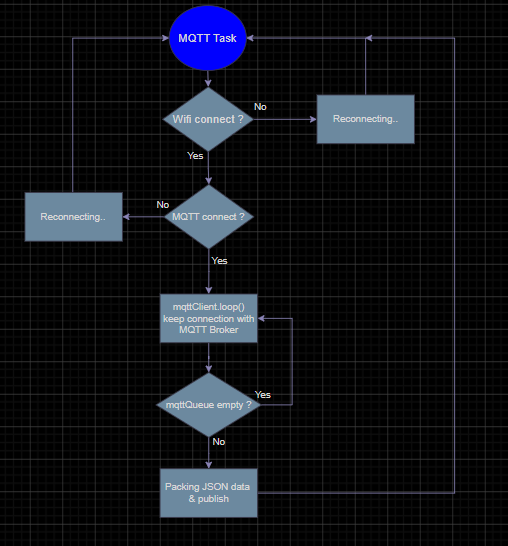 MQTT Task
Wifi connect ?
No
Reconnecting..
Yes
MQTT connect ?
No
Reconnecting..
Yes
mqttClient.loop()
keep connection with
MQTT Broker
mqttQueue empty ?
Yes
No
Packing JSON data
& publish